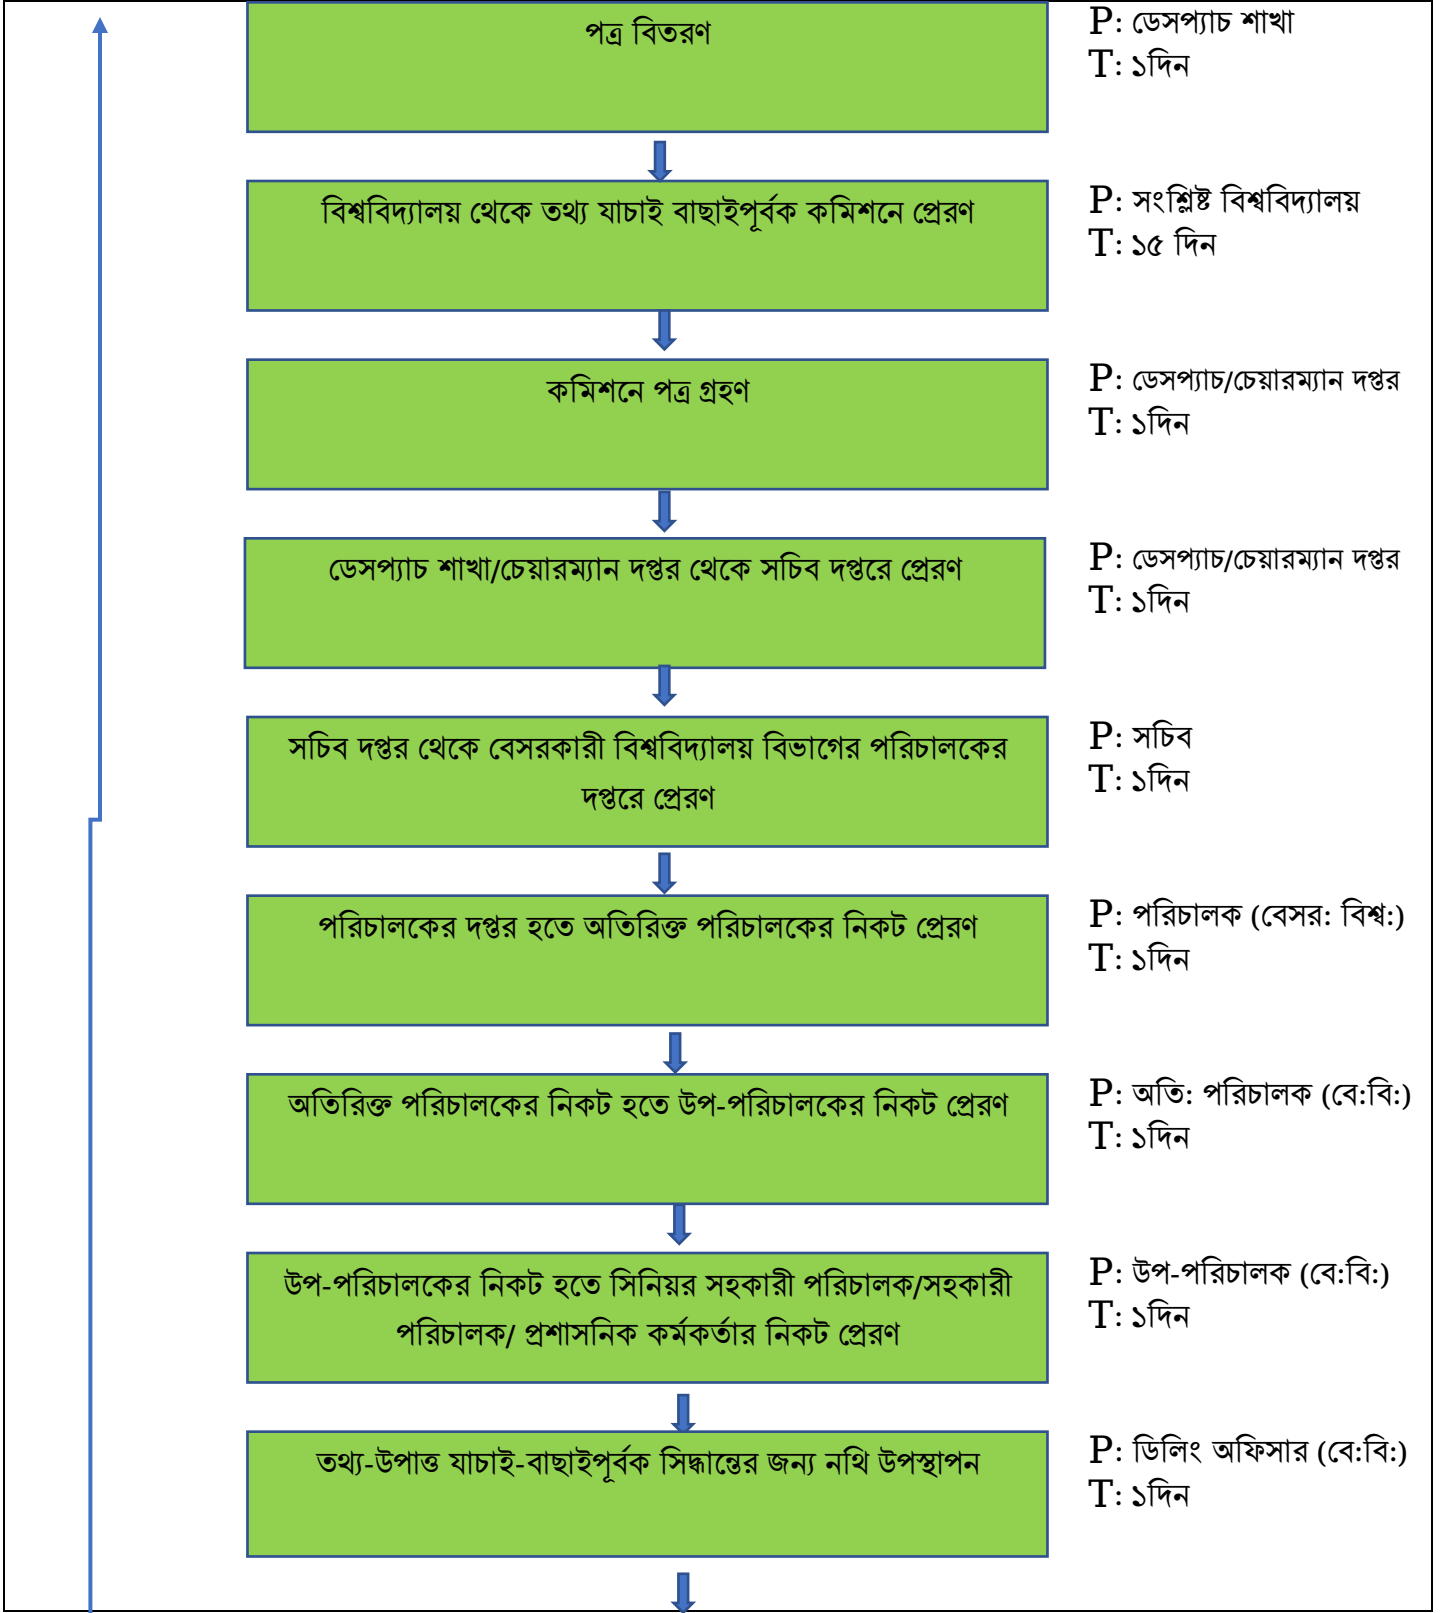 পত্র বিতরণ
P: ডেসপ্যাচ শাখা
T: ১দিন
বিশ্ববিদ্যালয় থেকে তথ্য যাচাই বাছাইপূর্বক কমিশনে প্রেরণ
P: সংশ্লিষ্ট বিশ্ববিদ্যালয়
T: ১৫ দিন
কমিশনে পত্র গ্রহণ
P: ডেসপ্যাচ/চেয়ারম্যান দপ্তর
T: ১দিন
ডেসপ্যাচ শাখা/চেয়ারম্যান দপ্তর থেকে সচিব দপ্তরে প্রেরণ
P: ডেসপ্যাচ/চেয়ারম্যান দপ্তর
T: ১দিন
সচিব দপ্তর থেকে বেসরকারী বিশ্ববিদ্যালয় বিভাগের পরিচালকের
দপ্তরে প্রেরণ
P: সচিব
T: ১দিন
পরিচালকের দপ্তর হতে অতিরিক্ত পরিচালকের নিকট প্রেরণ
P: পরিচালক (বেসর: বিশ্ব:)
T: ১দিন
অতিরিক্ত পরিচালকের নিকট হতে উপ-পরিচালকের নিকট প্রেরণ
P: অতি: পরিচালক (বে:বি:)
T: ১দিন
উপ-পরিচালকের নিকট হতে সিনিয়র সহকারী পরিচালক/সহকারী
পরিচালক/ প্রশাসনিক কর্মকর্তার নিকট প্রেরণ
P: উপ-পরিচালক (বে:বি:)
T: ১দিন
তথ্য-উপাত্ত যাচাই-বাছাইপূর্বক সিদ্ধান্তের জন্য নথি উপস্থাপন
P: ডিলিং অফিসার (বে:বি:)
T: ১দিন